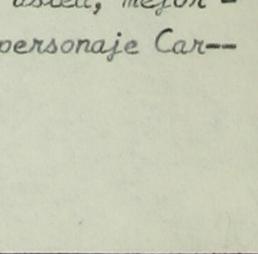 usted, mejor -
personaje Car--